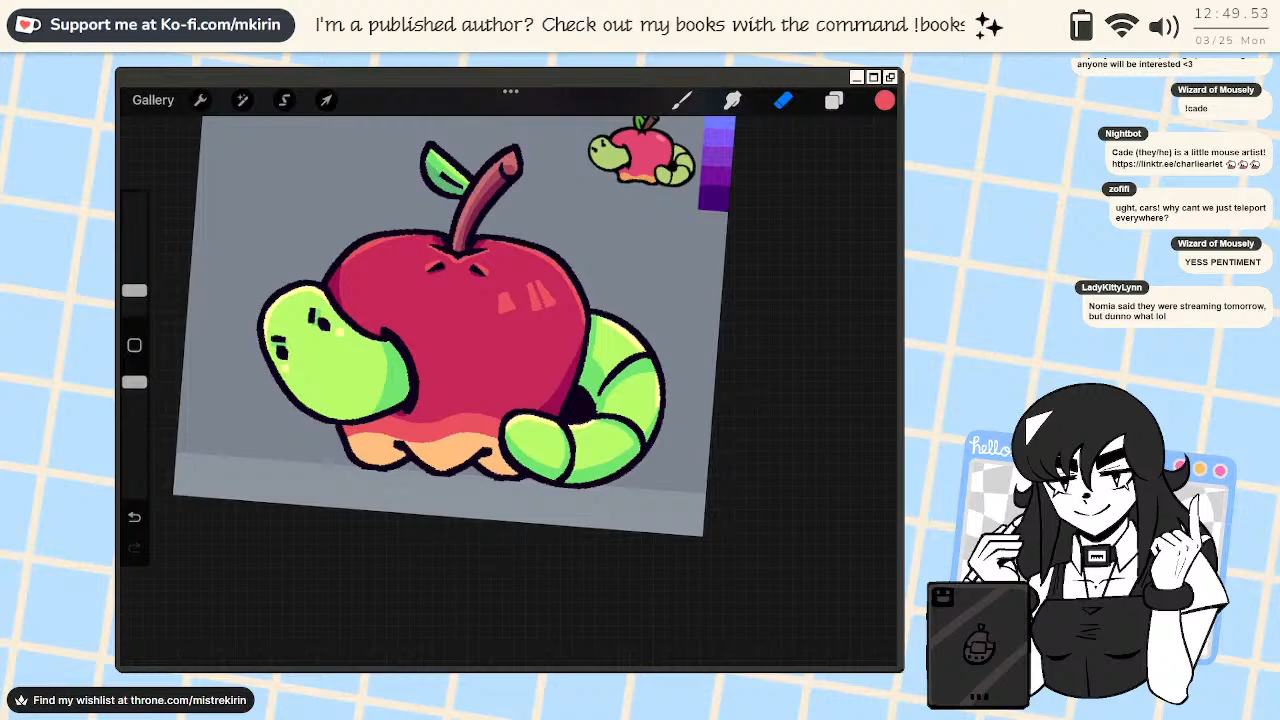 Support me at Ko-fi.com/mkirin
I'm a published author? Check out my books with the command !books
12:49.53
03/25 Mon
anyone will be interested <3
Wizard of Mousely
!cade
Nightbot
Cade (they/he) is a little mouse artist!
https://linktr.ee/charliearlet
zofifi
ught, cars! why cant we just teleport
everywhere?
Wizard of Mousely
YESS PENTIMENT
LadyKittyLynn
Nomia said they were streaming tomorrow,
but dunno what lol
Gallery
hello
Find my wishlist at throne.com/mistrekirin